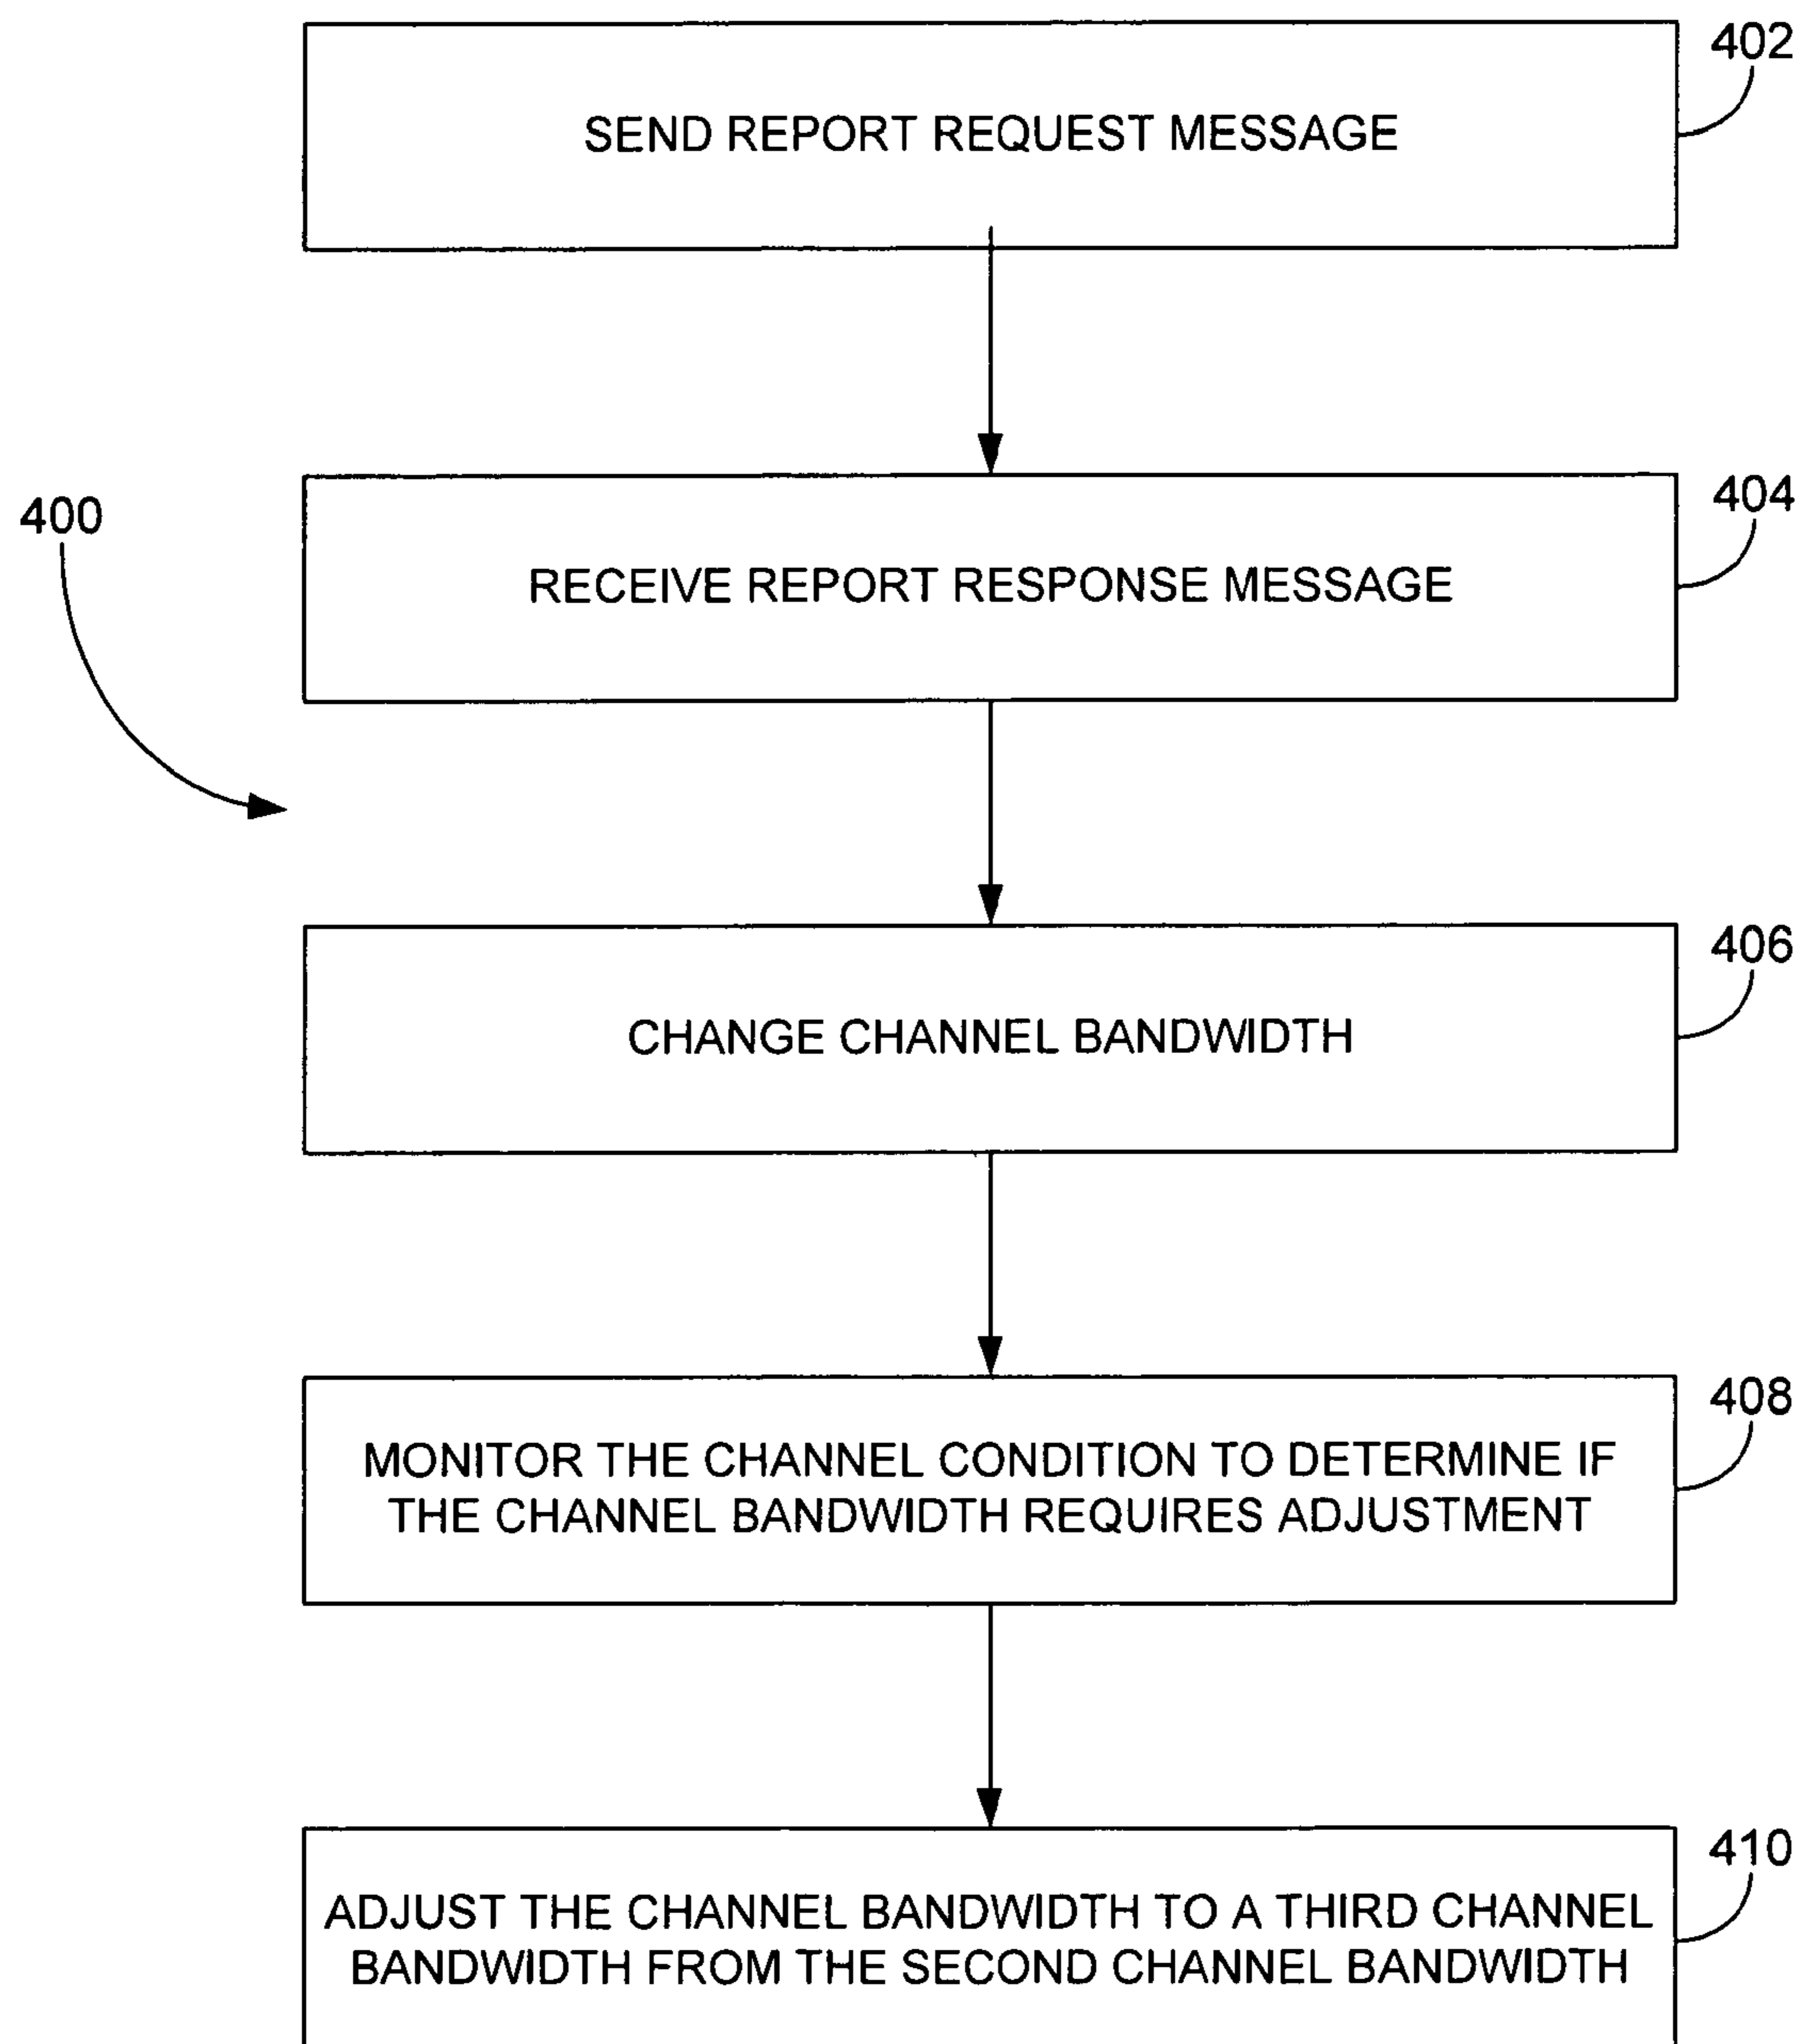 402
SEND REPORT REQUEST MESSAGE
404
400
RECEIVE REPORT RESPONSE MESSAGE
406
CHANGE CHANNEL BANDWIDTH
408
MONITOR THE CHANNEL CONDITION TO DETERMINE IF
THE CHANNEL BANDWIDTH REQUIRES ADJUSTMENT
410
ADJUST THE CHANNEL BANDWIDTH TO A THIRD CHANNEL
BANDWIDTH FROM THE SECOND CHANNEL BANDWIDTH